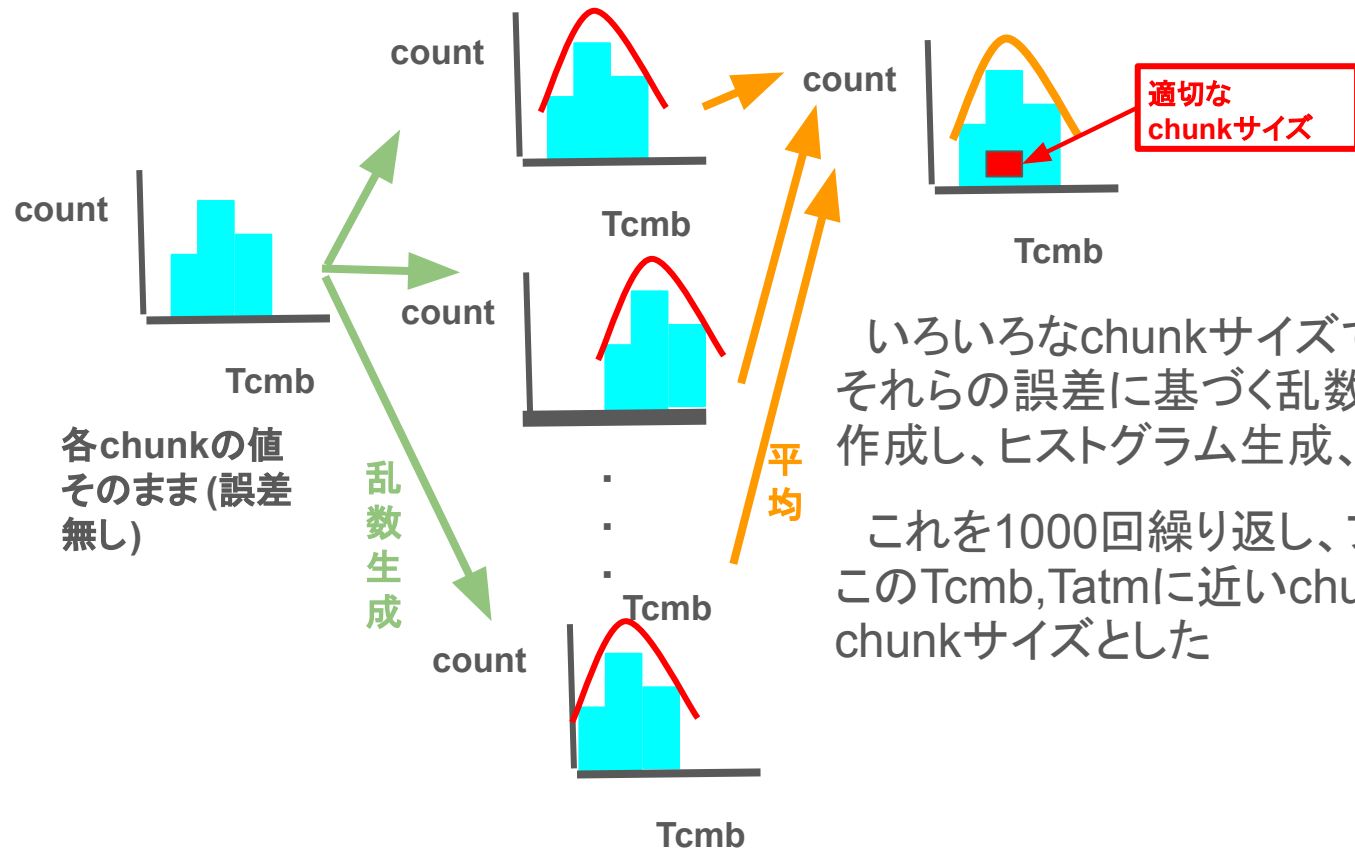 count
Tcmb
各chunkの値
そのまま(誤差
無し)
乱数生成
count
Tcmb
count
.
.
.
Tcmb
count
Tcmb
平均
count
Tcmb
適切な
chunkサイズ
いろいろなchunkサイズで
それらの誤差に基づく乱数
作成し、ヒストグラム生成、
これを1000回繰り返し、
このTcmb,Tatmに近いchu
chunkサイズとした